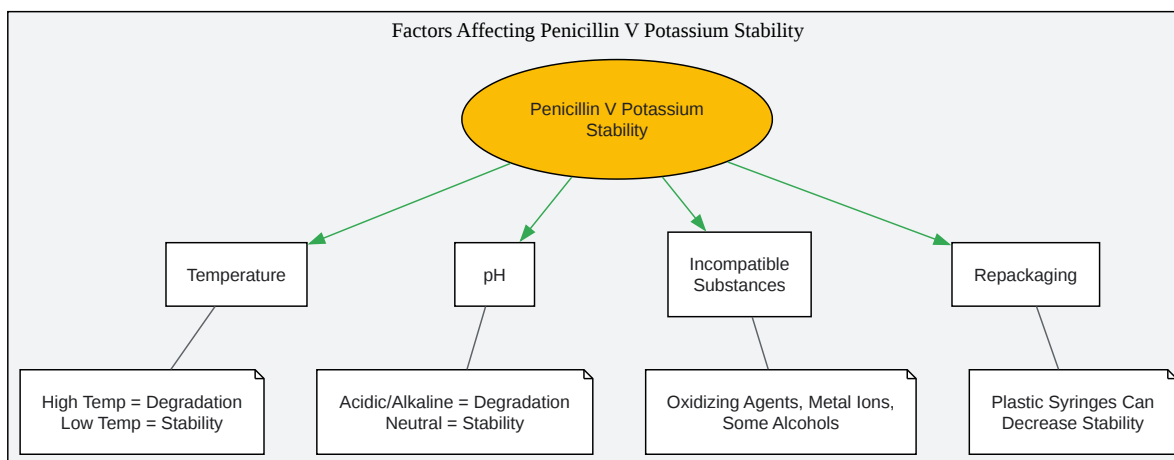 Factors Affecting Penicillin V Potassium Stability
Penicillin V Potassium
Stability
Temperature
pH
Incompatible
Substances
Repackaging
High Temp = Degradation
Low Temp = Stability
Acidic/Alkaline = Degradation
Neutral = Stability
Oxidizing Agents, Metal Ions,
Some Alcohols
Plastic Syringes Can
Decrease Stability